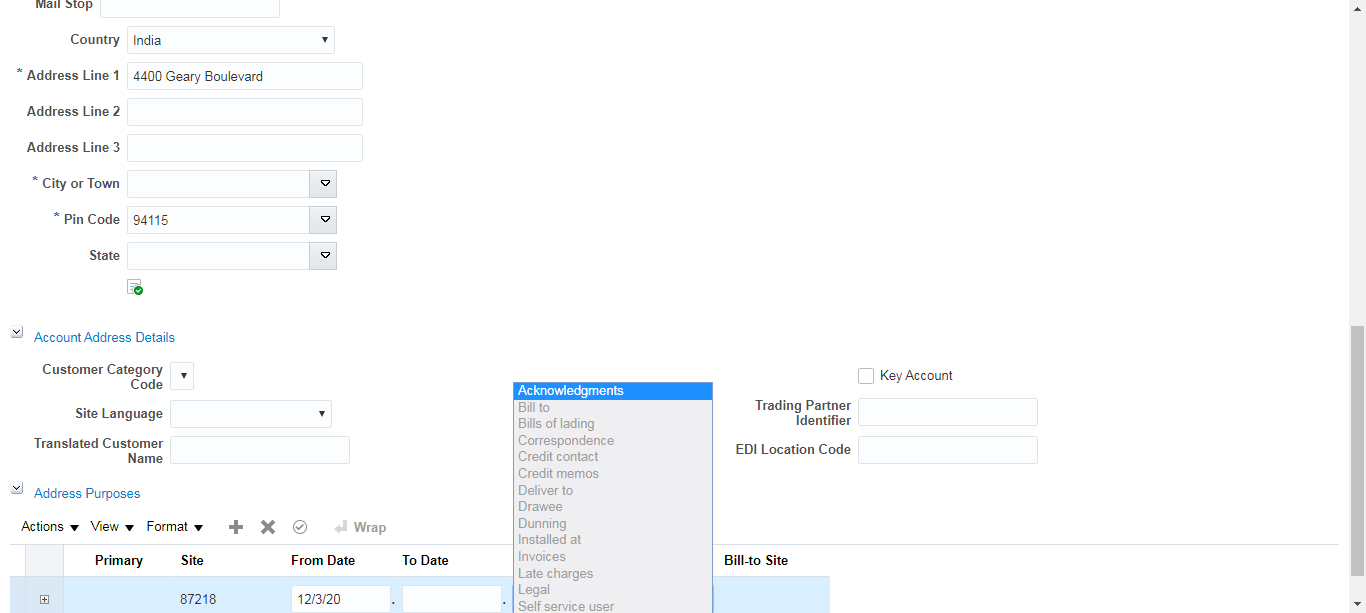 Mail Stop
Country India
* Address Line 1 4400 Geary Boulevard
Address Line 2
Address Line 3
* City or Town
* Pin Code 94115
State
Account Address Details
Customer Category Code
Key Account
Site Language
Trading Partner Identifier
Translated Customer Name
EDI Location Code
Address Purposes
Actions View Format Wrap
Primary Site From Date To Date Bill-to Site
87218 12/3/20
Acknowledgments
Bill to
Bills of lading
Correspondence
Credit contact
Credit memos
Deliver to
Drawee
Dunning
Installed at
Invoices
Late charges
Legal
Self service user